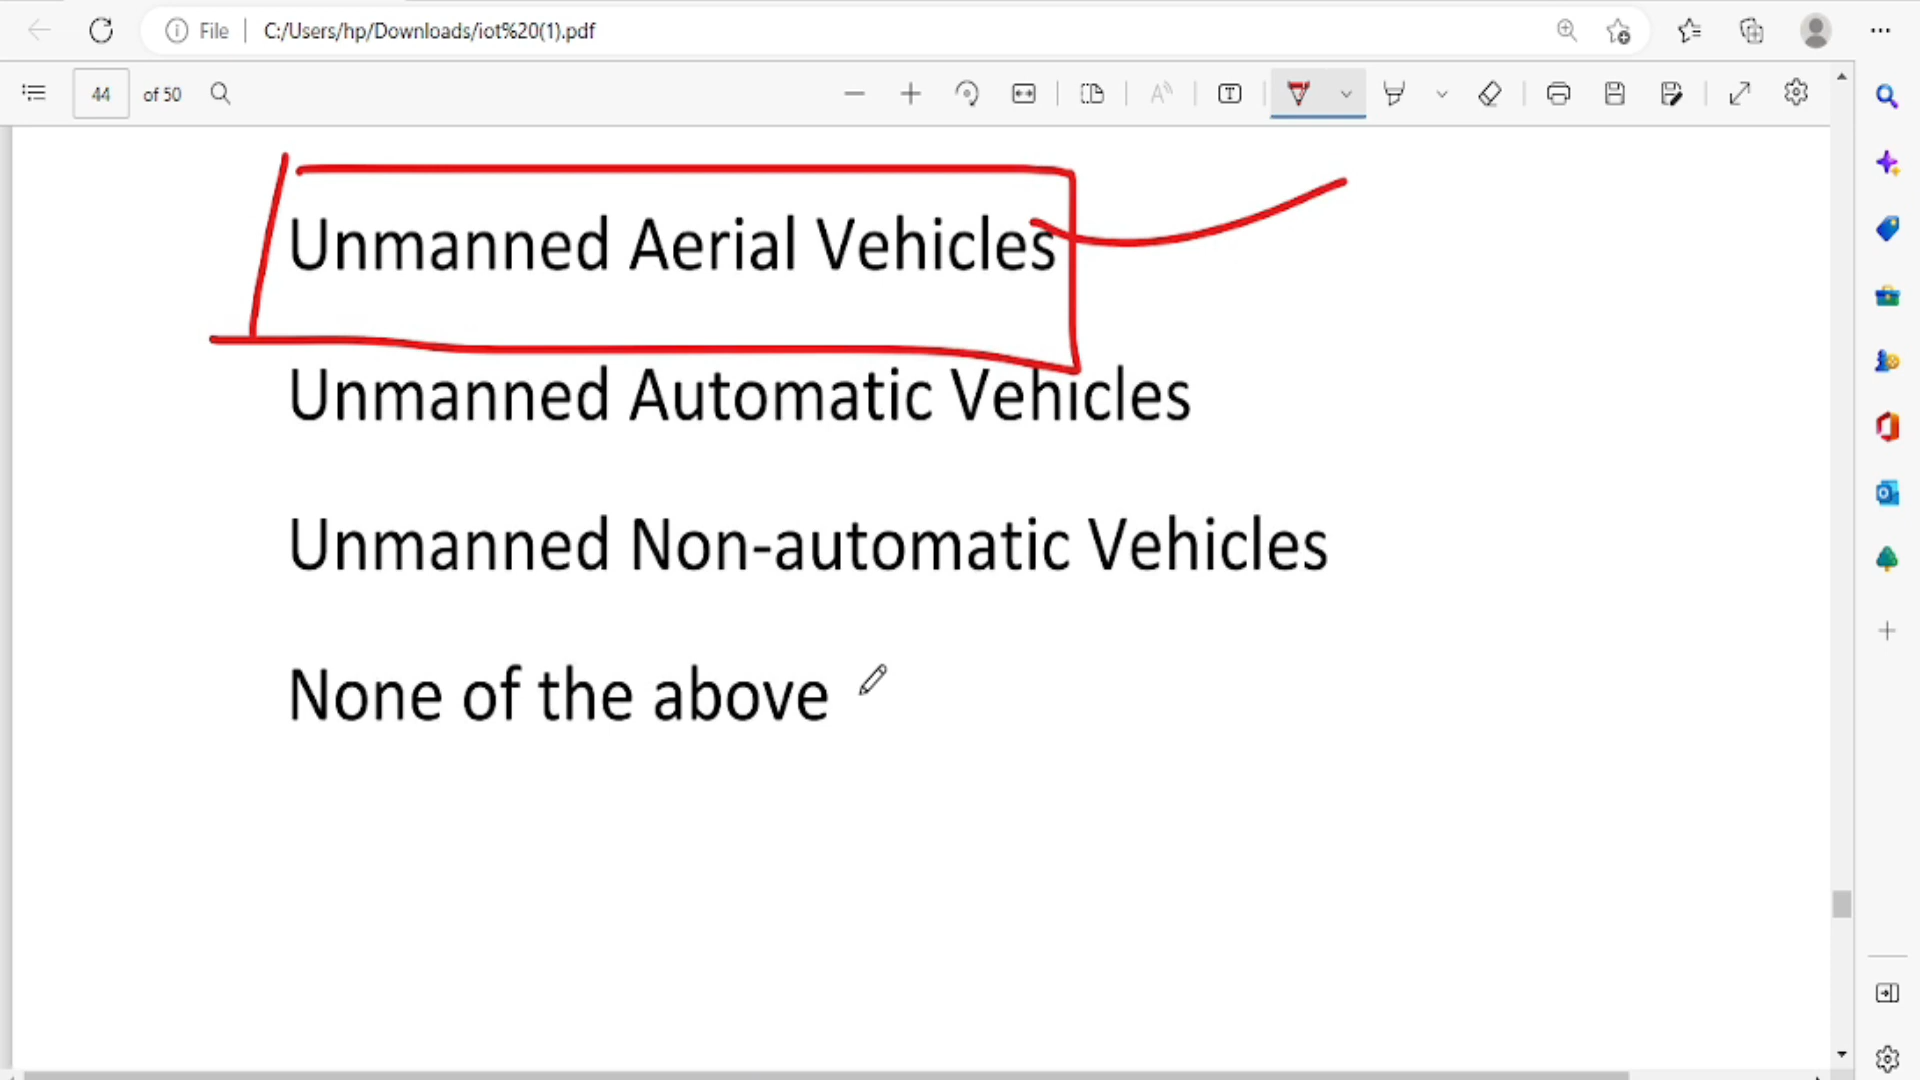 File
C:/Users/hp/Downloads/iot%20(1).pdf
44 of 50
Unmanned Aerial Vehicles
Unmanned Automatic Vehicles
Unmanned Non-automatic Vehicles
None of the above